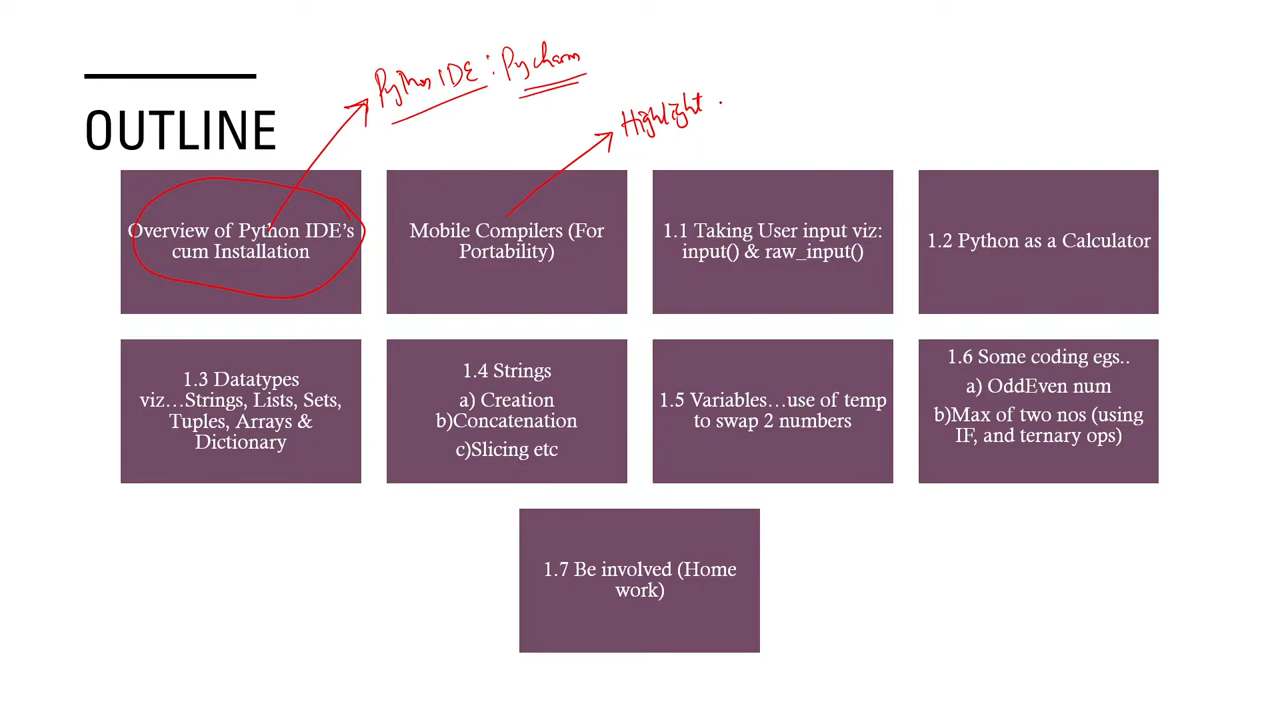 Python IDE : Pycharm
Highlight
OUTLINE
Overview of Python IDE's
cum Installation
Mobile Compilers (For
Portability)
1.1 Taking User input viz:
input() & raw_input()
1.2 Python as a Calculator
1.3 Datatypes
viz…Strings, Lists, Sets,
Tuples, Arrays &
Dictionary
1.4 Strings
a) Creation
b)Concatenation
c)Slicing etc
1.5 Variables…use of temp
to swap 2 numbers
1.6 Some coding egs..
a) OddEven num
b)Max of two nos (using
IF, and ternary ops)
1.7 Be involved (Home
work)